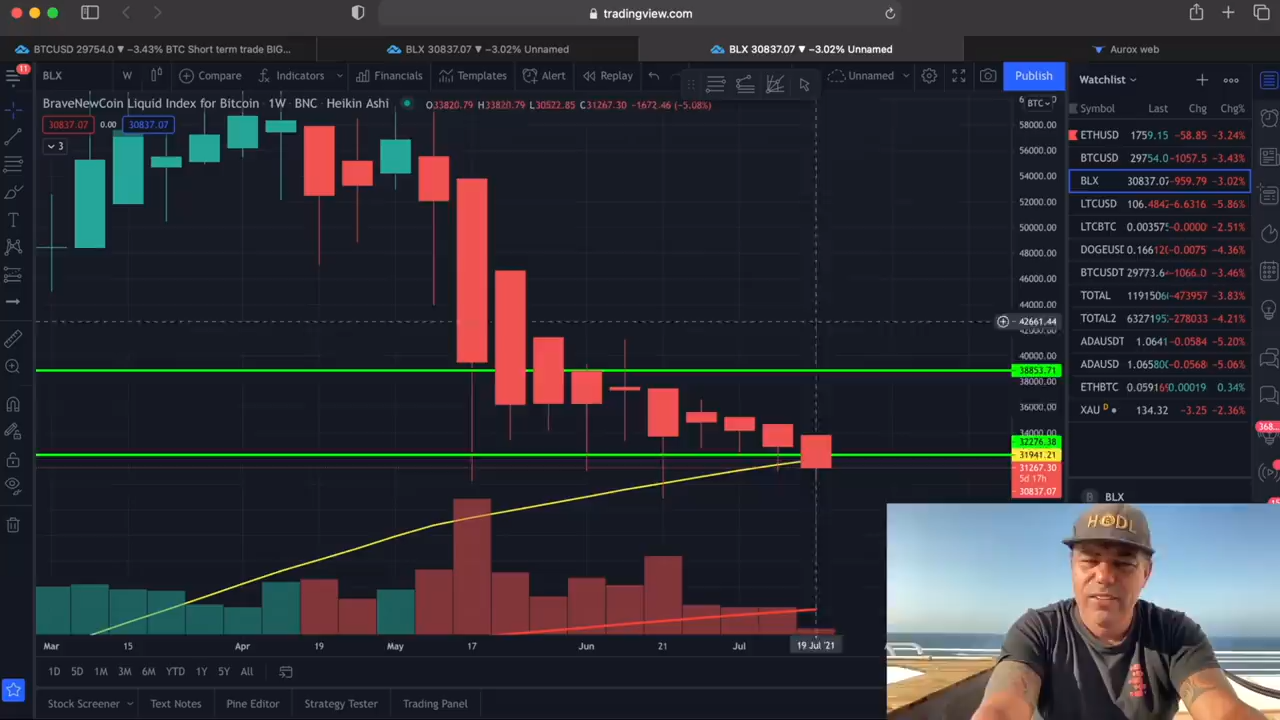 tradingview.com
BTCUSD 29754.0 ▼ −3.43% BTC Short term trade BIG...
BLX 30837.07 ▼ −3.02% Unnamed
BLX 30837.07 ▼ −3.02% Unnamed
Aurox web
11
BLX
W
Compare
Indicators
Financials
Templates
Alert
Replay
Unnamed
Publish
Watchlist
BraveNewCoin Liquid Index for Bitcoin · 1W · BNC · Heikin Ashi
O33820.79 H33820.79 L30522.85 C31267.30 −1672.46 (−5.08%)
30837.07 0.00 30837.07
3
BTC
58000.00
56000.00
54000.00
52000.00
50000.00
48000.00
46000.00
44000.00
42661.44
40000.00
38853.71
38000.00
36000.00
34000.00
32276.38
31941.21
31267.30
5d 17h
30837.07
Symbol Last Chg Chg%
ETHUSD 1759.15 −58.85 −3.24%
BTCUSD 29754.0 −1057.5 −3.43%
BLX 30837.07 −959.79 −3.02%
LTCUSD 106.4842 −6.6316 −5.86%
LTCBTC 0.003575 −0.0000 −2.51%
DOGEUSD 0.16612 −0.0075 −4.36%
BTCUSDT 29773.6 −1066.0 −3.46%
TOTAL 1191506 −473957 −3.83%
TOTAL2 632719 −278033 −4.21%
ADAUSDT 1.0641 −0.0584 −5.20%
ADAUSD 1.06580 −0.0568 −5.06%
ETHBTC 0.05916 0.00019 0.34%
XAU D 134.32 −3.25 −2.36%
368
B BLX
HODL
Mar 15 Apr 19 May 17 Jun 21 Jul 19 Jul '21
1D 5D 1M 3M 6M YTD 1Y 5Y All
Stock Screener
Text Notes
Pine Editor
Strategy Tester
Trading Panel